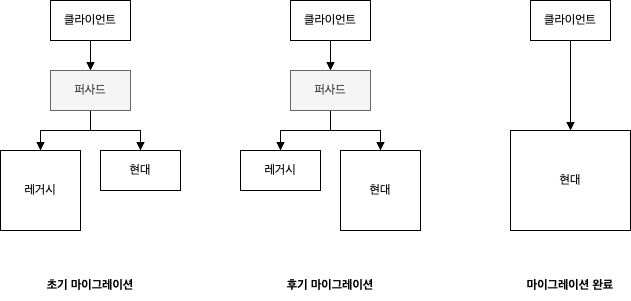 클라이언트
퍼사드
레거시
현대
초기 마이그레이션
클라이언트
퍼사드
레거시
현대
후기 마이그레이션
클라이언트
현대
마이그레이션 완료